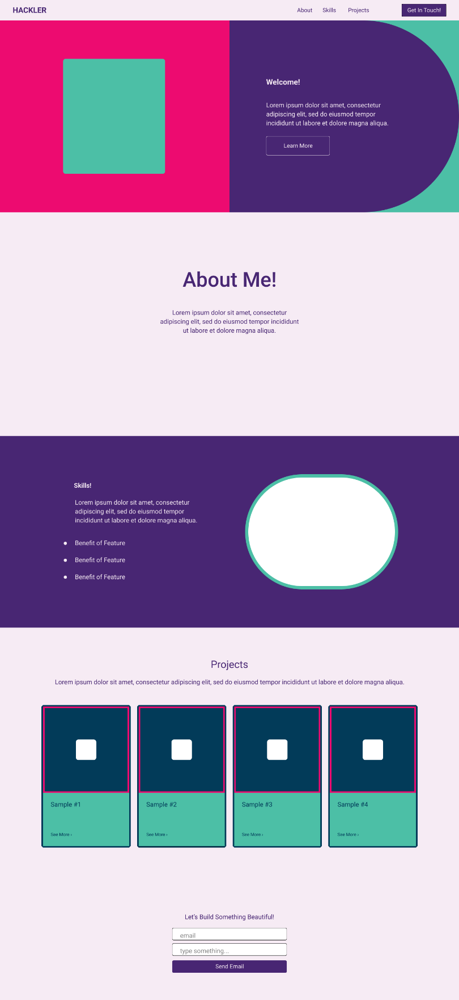 HACKLER
About
Skills
Projects
Get In Touch!
Welcome!
Lorem ipsum dolor sit amet, consectetur
adipiscing elit, sed do eiusmod tempor
incididunt ut labore et dolore magna aliqua.
Learn More
About Me!
Lorem ipsum dolor sit amet, consectetur
adipiscing elit, sed do eiusmod tempor incididunt
ut labore et dolore magna aliqua.
Skills!
Lorem ipsum dolor sit amet, consectetur
adipiscing elit, sed do eiusmod tempor
incididunt ut labore et dolore magna aliqua.
Benefit of Feature
Benefit of Feature
Benefit of Feature
Projects
Lorem ipsum dolor sit amet, consectetur adipiscing elit, sed do eiusmod tempor incididunt ut labore et dolore magna aliqua.
Sample #1
See More ›
Sample #2
See More ›
Sample #3
See More ›
Sample #4
See More ›
Let's Build Something Beautiful!
email
type something...
Send Email